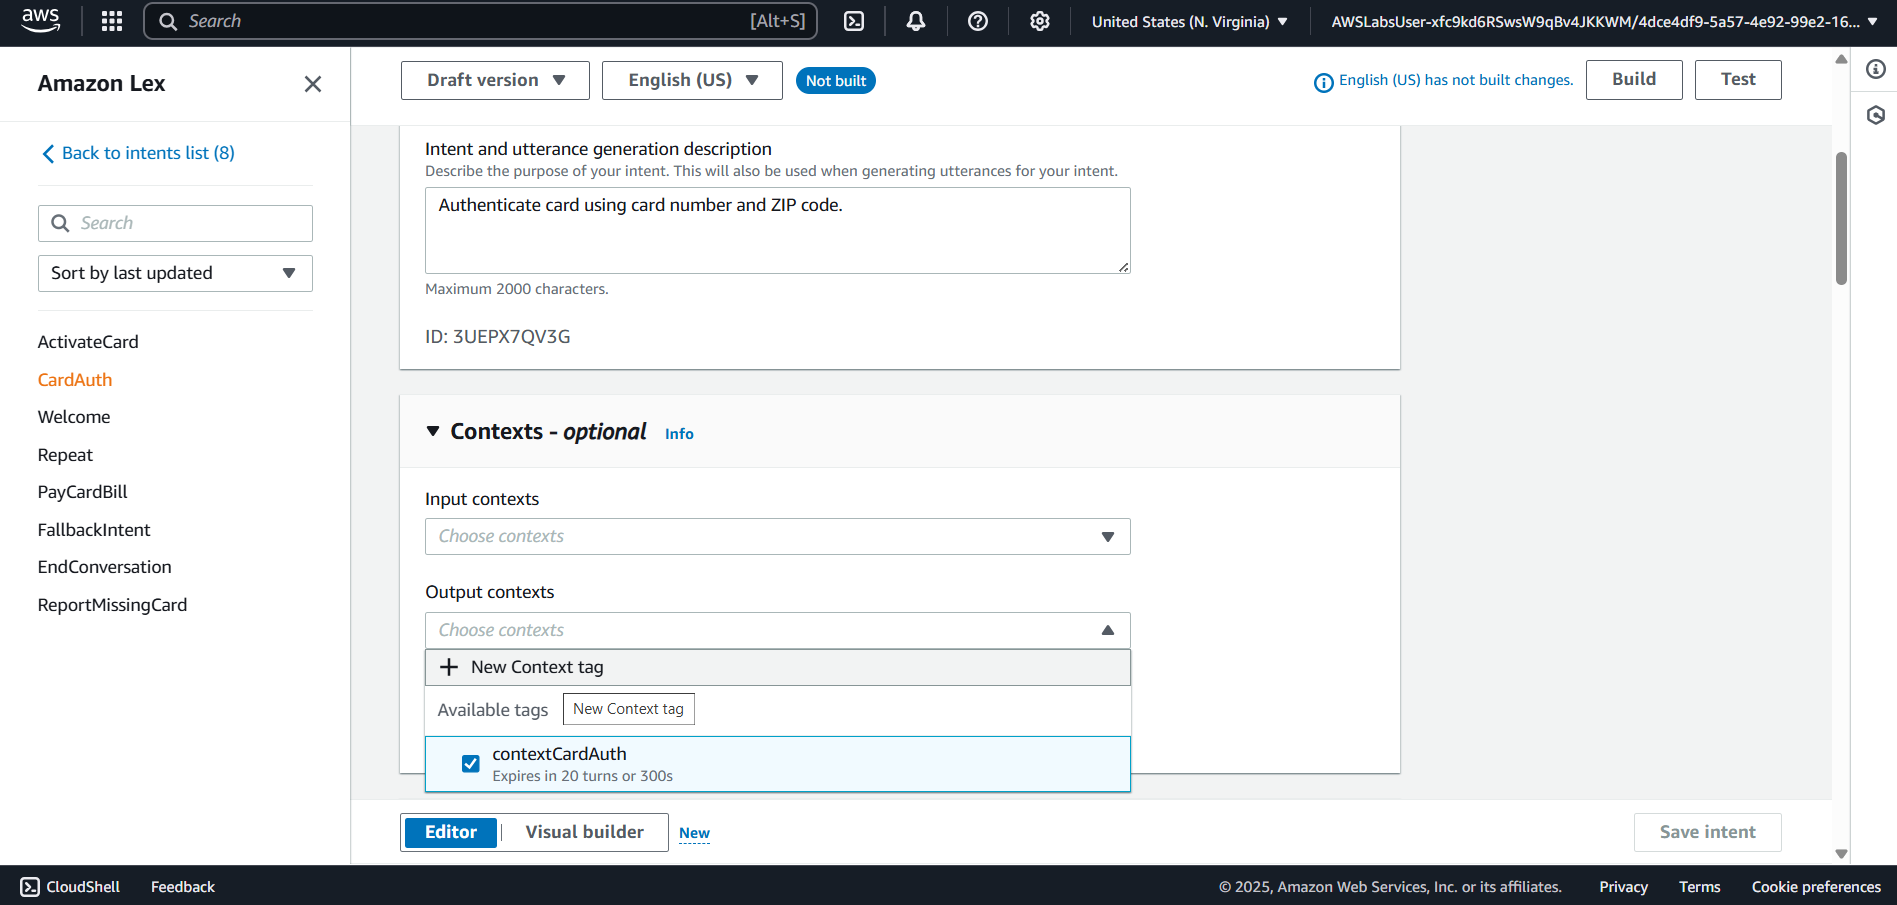 aws
Search
[Alt+S]
United States (N. Virginia)
AWSLabsUser-xfc9kd6RSwsW9qBv4JKKWM/4dce4df9-5a57-4e92-99e2-16...
Amazon Lex
Back to intents list (8)
Search
Sort by last updated
ActivateCard
CardAuth
Welcome
Repeat
PayCardBill
FallbackIntent
EndConversation
ReportMissingCard
Draft version
English (US)
Not built
English (US) has not built changes.
Build
Test
Intent and utterance generation description
Describe the purpose of your intent. This will also be used when generating utterances for your intent.
Authenticate card using card number and ZIP code.
Maximum 2000 characters.
ID: 3UEPX7QV3G
Contexts - optional Info
Input contexts
Choose contexts
Output contexts
Choose contexts
New Context tag
Available tags
New Context tag
contextCardAuth
Expires in 20 turns or 300s
Editor
Visual builder
New
Save intent
CloudShell
Feedback
© 2025, Amazon Web Services, Inc. or its affiliates.
Privacy
Terms
Cookie preferences